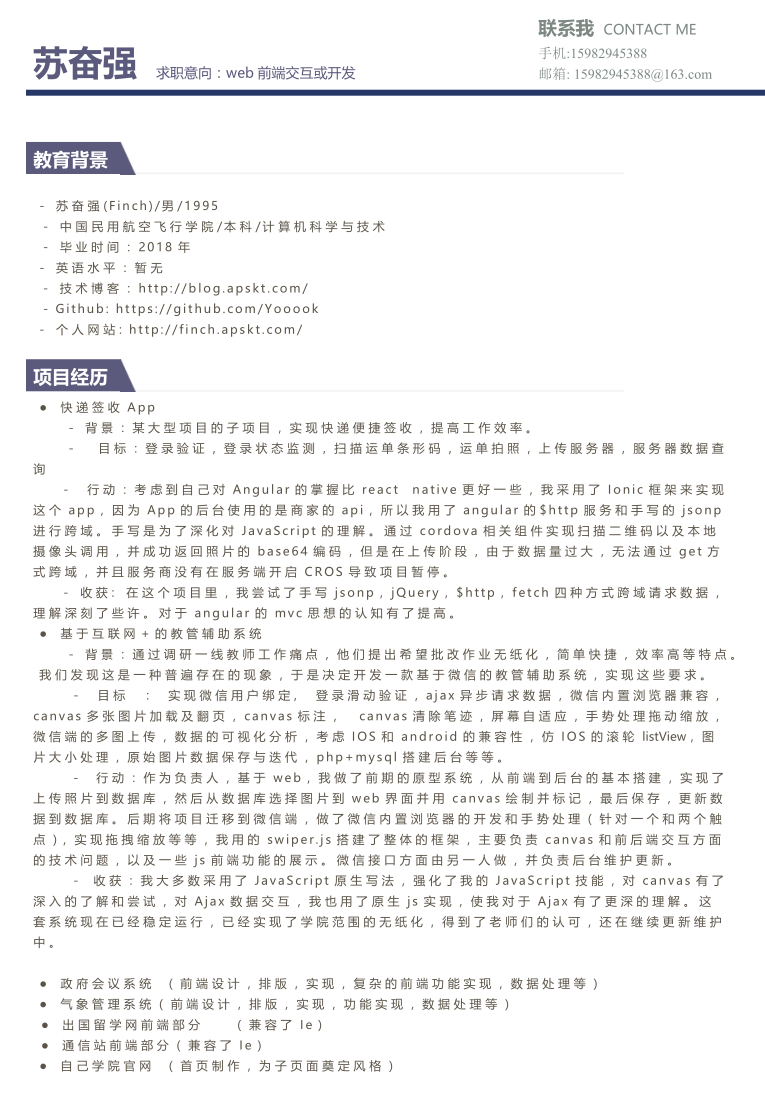 联系我 CONTACT ME
苏奋强 求职意向：web 前端交互或开发
手机:15982945388
邮箱: 15982945388@163.com
教育背景
- 苏奋强(Finch)/男/1995
- 中国民用航空飞行学院/本科/计算机科学与技术
- 毕业时间：2018 年
- 英语水平：暂无
- 技术博客：http://blog.apskt.com/
- Github: https://github.com/Yooook
- 个人网站: http://finch.apskt.com/
项目经历
● 快递签收 App
- 背景：某大型项目的子项目，实现快递便捷签收，提高工作效率。
- 目标：登录验证，登录状态监测，扫描运单条形码，运单拍照，上传服务器，服务器数据查
询
- 行动：考虑到自己对 Angular 的掌握比 react native 更好一些，我采用了 Ionic 框架来实现
这个 app，因为 App 的后台使用的是商家的 api，所以我用了 angular 的$http 服务和手写的 jsonp
进行跨域。手写是为了深化对 JavaScript 的理解。通过 cordova 相关组件实现扫描二维码以及本地
摄像头调用，并成功返回照片的 base64 编码，但是在上传阶段，由于数据量过大，无法通过 get 方
式跨域，并且服务商没有在服务端开启 CROS 导致项目暂停。
- 收获：在这个项目里，我尝试了手写 jsonp，jQuery，$http，fetch 四种方式跨域请求数据，
理解深刻了些许。对于 angular 的 mvc 思想的认知有了提高。
● 基于互联网 + 的教管辅助系统
- 背景：通过调研一线教师工作痛点，他们提出希望批改作业无纸化，简单快捷，效率高等特点。
我们发现这是一种普遍存在的现象，于是决定开发一款基于微信的教管辅助系统，实现这些要求。
- 目标 ： 实现微信用户绑定， 登录滑动验证，ajax 异步请求数据，微信内置浏览器兼容，
canvas 多张图片加载及翻页，canvas 标注， canvas 清除笔迹，屏幕自适应，手势处理拖动缩放，
微信端的多图上传，数据的可视化分析，考虑 IOS 和 android 的兼容性，仿 IOS 的滚轮 listView，图
片大小处理，原始图片数据保存与迭代，php+mysql 搭建后台等等。
- 行动：作为负责人，基于 web，我做了前期的原型系统，从前端到后台的基本搭建，实现了
上传照片到数据库，然后从数据库选择图片到 web 界面并用 canvas 绘制并标记，最后保存，更新数
据到数据库。后期将项目迁移到微信端，做了微信内置浏览器的开发和手势处理（针对一个和两个触
点），实现拖拽缩放等等，我用的 swiper.js 搭建了整体的框架，主要负责 canvas 和前后端交互方面
的技术问题，以及一些 js 前端功能的展示。微信接口方面由另一人做，并负责后台维护更新。
- 收获：我大多数采用了 JavaScript 原生写法，强化了我的 JavaScript 技能，对 canvas 有了
深入的了解和尝试，对 Ajax 数据交互，我也用了原生 js 实现，使我对于 Ajax 有了更深的理解。这
套系统现在已经稳定运行，已经实现了学院范围的无纸化，得到了老师们的认可，还在继续更新维护
中。
● 政府会议系统 （前端设计，排版，实现，复杂的前端功能实现，数据处理等）
● 气象管理系统（前端设计，排版，实现，功能实现，数据处理等）
● 出国留学网前端部分 （兼容了 Ie）
● 通信站前端部分（兼容了 Ie）
● 自己学院官网 （首页制作，为子页面奠定风格）